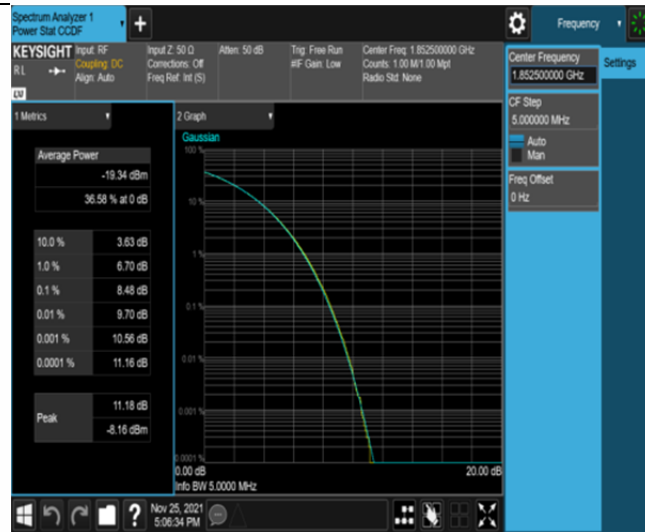 Spectrum Analyzer 1
Power Stat CCDF
Frequency
KEYSIGHT
RL
Input: RF
Coupling: DC
Align: Auto
Input Z: 50 Ω
Corrections: Off
Freq Ref: Int (S)
Atten: 50 dB
Trig: Free Run
#IF Gain: Low
Center Freq: 1.852500000 GHz
Counts: 1.00 M/1.00 Mpt
Radio Std: None
1 Metrics
Average Power
-19.34 dBm
36.58 % at 0 dB
10.0 % 3.63 dB
1.0 % 6.70 dB
0.1 % 8.48 dB
0.01 % 9.70 dB
0.001 % 10.56 dB
0.0001 % 11.16 dB
Peak
11.18 dB
-8.16 dBm
2 Graph
Gaussian
100 %
10 %
1 %
0.1 %
0.01 %
0.001 %
0.0001 %
0.00 dB
20.00 dB
Info BW 5.0000 MHz
Center Frequency
1.852500000 GHz
Settings
CF Step
5.000000 MHz
Auto
Man
Freq Offset
0 Hz
?
Nov 25, 2021
5:06:34 PM